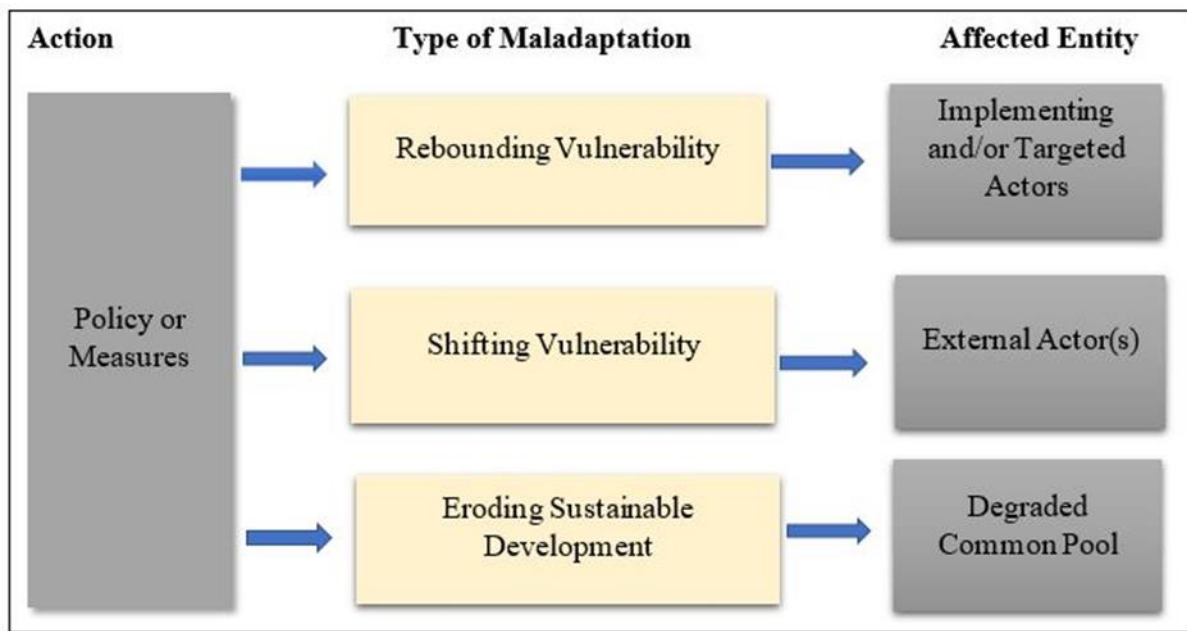 Action
Type of Maladaptation
Affected Entity
Policy or
Measures
Rebounding Vulnerability
Implementing
and/or Targeted
Actors
Shifting Vulnerability
External Actor(s)
Eroding Sustainable
Development
Degraded
Common Pool